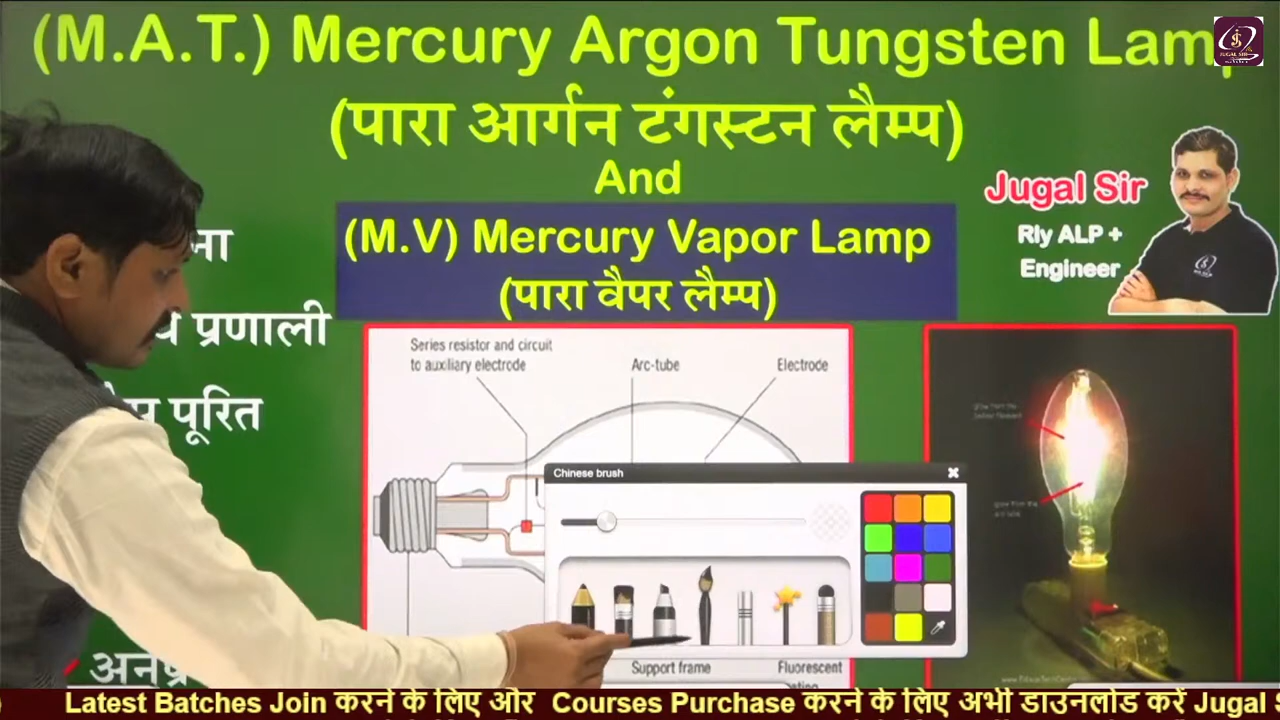 (M.A.T.) Mercury Argon Tungsten Lam
(पारा आर्गन टंगस्टन लैम्प)
And
(M.V) Mercury Vapor Lamp
(पारा वैपर लैम्प)
JUGAL SIR
Jugal Sir
Rly ALP +
Engineer
प्रणाली
पूरित
Series resistor and circuit
to auxiliary electrode
Arc-tube
Electrode
Chinese brush
Support frame
Fluorescent
Latest Batches Join करने के लिए और Courses Purchase करने के लिए अभी डाउनलोड करें Jugal